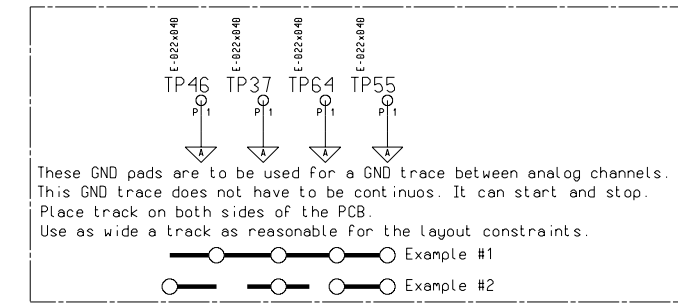 E-022x040 E-022x040 E-022x040 E-022x040
TP46 TP37 TP64 TP55
P 1 P 1 P 1 P 1
A A A A
These GND pads are to be used for a GND trace between analog channels.
This GND trace does not have to be continuos. It can start and stop.
Place track on both sides of the PCB.
Use as wide a track as reasonable for the layout constraints.
Example #1
Example #2